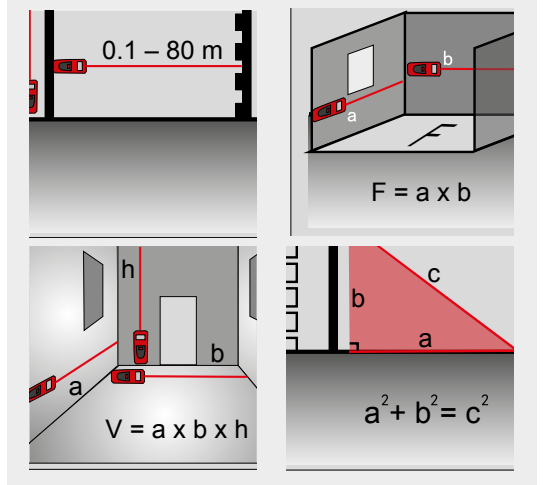 0.1 – 80 m
b
a
F
F = a x b
h
b
a
V = a x b x h
c
b
a
a²+ b²= c²